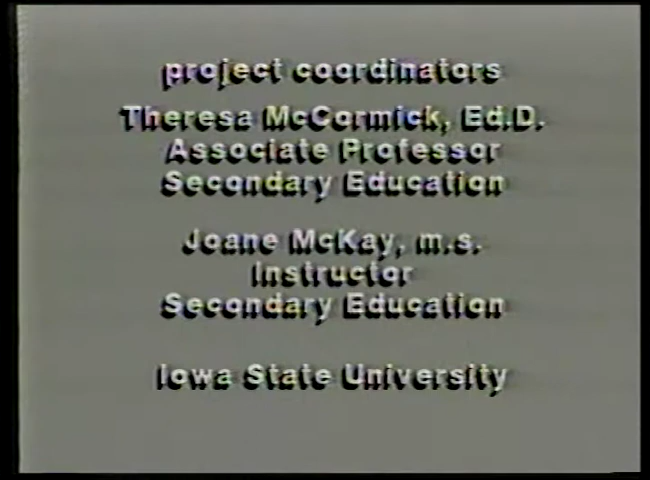 project coordinators
Theresa McCormick, Ed.D.
Associate Professor
Secondary Education
Joane McKay, m.s.
Instructor
Secondary Education
Iowa State University